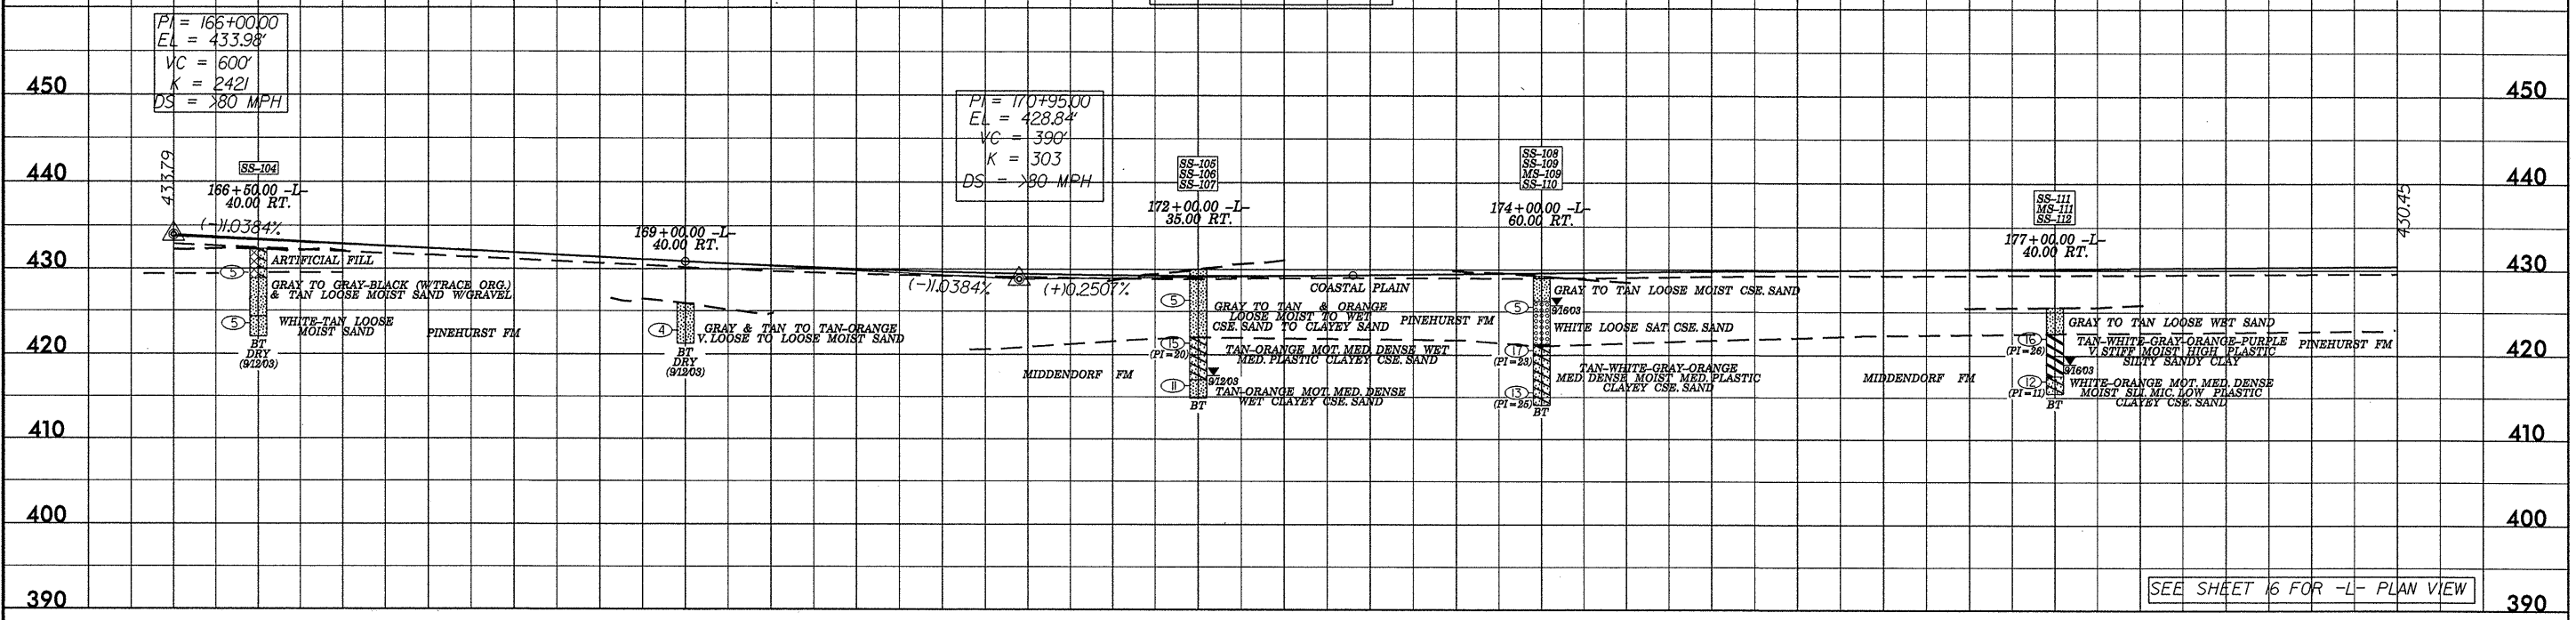 PI = 166+00.00
EL = 433.98'
VC = 600'
K = 2421
DS = >80 MPH
PI = 170+95.00
EL = 428.84'
VC = 390'
K = 303
DS = >80 MPH
450
450
440
440
430
430
420
420
410
410
400
400
390
390
433.79
(-)1.0384%
SS-104
166+50.00 -L-
40.00 RT.
ARTIFICIAL FILL
5
GRAY TO GRAY-BLACK (W/TRACE ORG.)
& TAN LOOSE MOIST SAND W/GRAVEL
5
WHITE-TAN LOOSE
MOIST SAND
PINEHURST FM
BT
DRY
(9/12/03)
169+00.00 -L-
40.00 RT.
4
GRAY & TAN TO TAN-ORANGE
V. LOOSE TO LOOSE MOIST SAND
BT
DRY
(9/12/03)
(-)1.0384%
(+)0.2507%
SS-105
SS-106
SS-107
172+00.00 -L-
35.00 RT.
COASTAL PLAIN
5
GRAY TO TAN & ORANGE
LOOSE MOIST TO WET
CSE. SAND TO CLAYEY SAND
PINEHURST FM
15
(PI=20)
TAN-ORANGE MOT. MED. DENSE WET
MED. PLASTIC CLAYEY CSE. SAND
MIDDENDORF FM
9/12/03
11
TAN-ORANGE MOT. MED. DENSE
WET CLAYEY CSE. SAND
BT
SS-108
SS-109
MS-109
SS-110
174+00.00 -L-
60.00 RT.
GRAY TO TAN LOOSE MOIST CSE. SAND
5
9/16/03
WHITE LOOSE SAT. CSE. SAND
17
(PI=23)
TAN-WHITE-GRAY-ORANGE
MED. DENSE MOIST MED. PLASTIC
CLAYEY CSE. SAND
13
(PI=25)
BT
MIDDENDORF FM
SS-111
MS-111
SS-112
177+00.00 -L-
40.00 RT.
GRAY TO TAN LOOSE WET SAND
16
(PI=26)
TAN-WHITE-GRAY-ORANGE-PURPLE
V. STIFF MOIST HIGH PLASTIC
SILTY SANDY CLAY
PINEHURST FM
9/16/03
12
(PI=11)
WHITE-ORANGE MOT. MED. DENSE
MOIST SLI. MIC. LOW PLASTIC
CLAYEY CSE. SAND
BT
430.45
SEE SHEET 16 FOR -L- PLAN VIEW